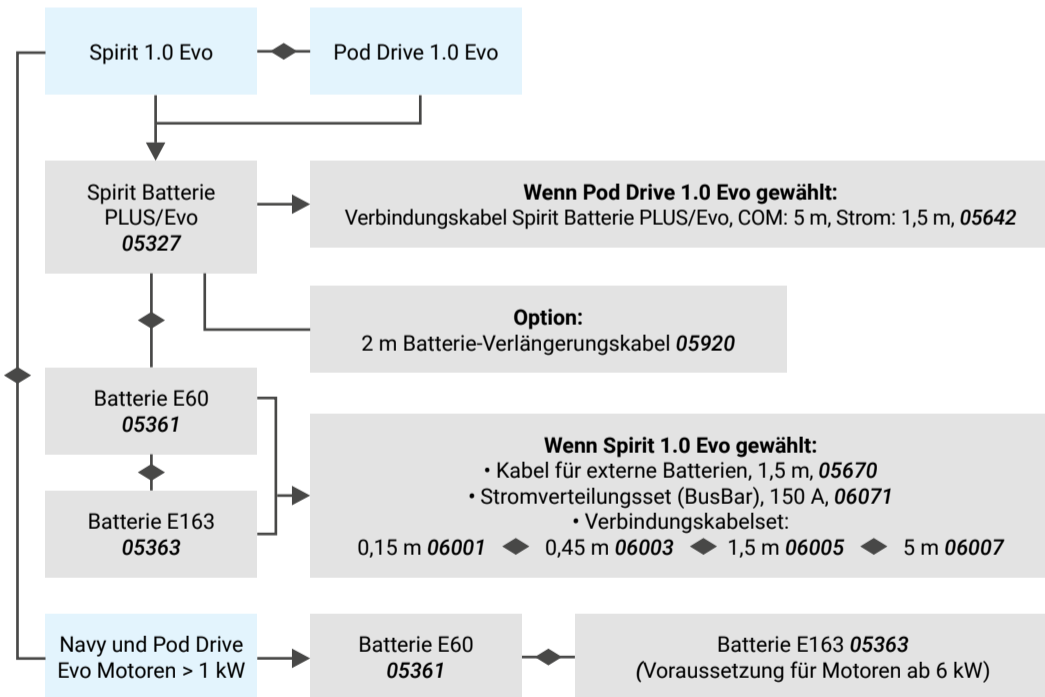 Spirit 1.0 Evo
Pod Drive 1.0 Evo
Spirit Batterie
PLUS/Evo
05327
Wenn Pod Drive 1.0 Evo gewählt:
Verbindungskabel Spirit Batterie PLUS/Evo, COM: 5 m, Strom: 1,5 m, 05642
Option:
2 m Batterie-Verlängerungskabel 05920
Batterie E60
05361
Batterie E163
05363
Wenn Spirit 1.0 Evo gewählt:
• Kabel für externe Batterien, 1,5 m, 05670
• Stromverteilungsset (BusBar), 150 A, 06071
• Verbindungskabelset:
0,15 m 06001 0,45 m 06003 1,5 m 06005 5 m 06007
Navy und Pod Drive
Evo Motoren > 1 kW
Batterie E60
05361
Batterie E163 05363
(Voraussetzung für Motoren ab 6 kW)